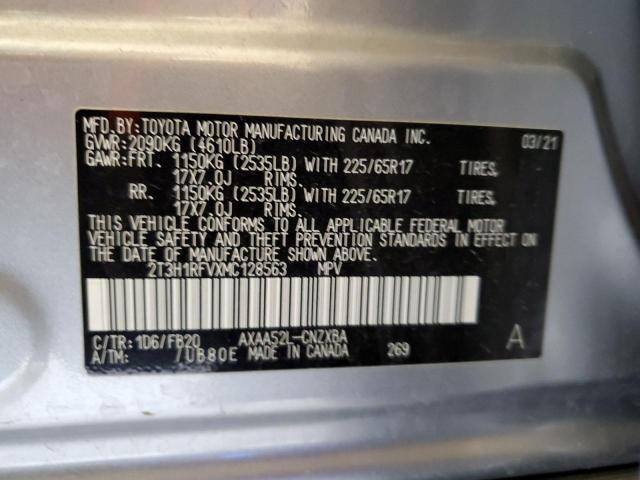 MFD.BY:TOYOTA MOTOR MANUFACTURING CANADA INC. 03/21
GVWR:2090KG (4610LB)
GAWR:FRT. 1150KG (2535LB) WITH 225/65R17 TIRES,
17X7.0J RIMS.
RR. 1150KG (2535LB) WITH 225/65R17 TIRES,
17X7.0J RIMS.
THIS VEHICLE CONFORMS TO ALL APPLICABLE FEDERAL MOTOR
VEHICLE SAFETY AND THEFT PREVENTION STANDARDS IN EFFECT ON
THE DATE OF MANUFACTURE SHOWN ABOVE.
2T3H1RFVXMC128563 MPV
C/TR:1D6/FB20 AXAA52L-CNZXBA 269 A
A/TM: /UB80E MADE IN CANADA